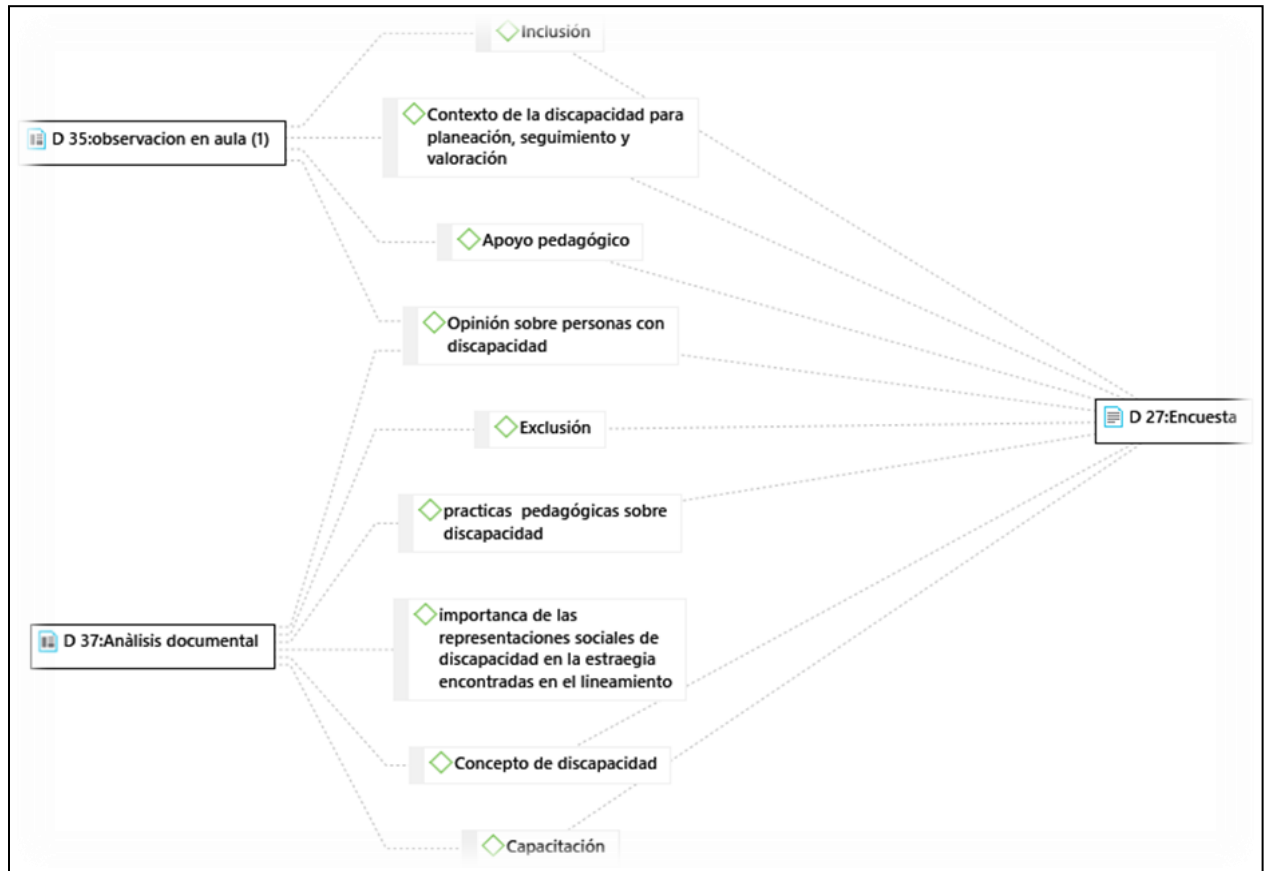 Inclusión
D 35:observacion en aula (1)
Contexto de la discapacidad para
planeación, seguimiento y
valoración
Apoyo pedagógico
Opinión sobre personas con
discapacidad
Exclusión
D 27:Encuesta
practicas pedagógicas sobre
discapacidad
D 37:Anàlisis documental
importanca de las
representaciones sociales de
discapacidad en la estraegia
encontradas en el lineamiento
Concepto de discapacidad
Capacitación